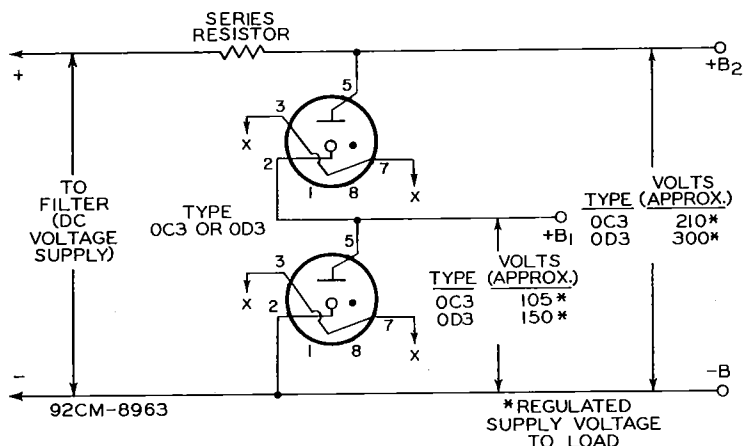 SERIES
RESISTOR
+
+B2
5
3
X
2
7
X
1
8
TO
FILTER
(DC
VOLTAGE
SUPPLY)
TYPE
0C3 OR 0D3
VOLTS
TYPE (APPROX.)
0C3 210*
0D3 300*
+B1
5
3
X
2
7
X
1
8
VOLTS
TYPE (APPROX.)
0C3 105*
0D3 150*
-
-B
92CM-8963
*REGULATED
SUPPLY VOLTAGE
TO LOAD